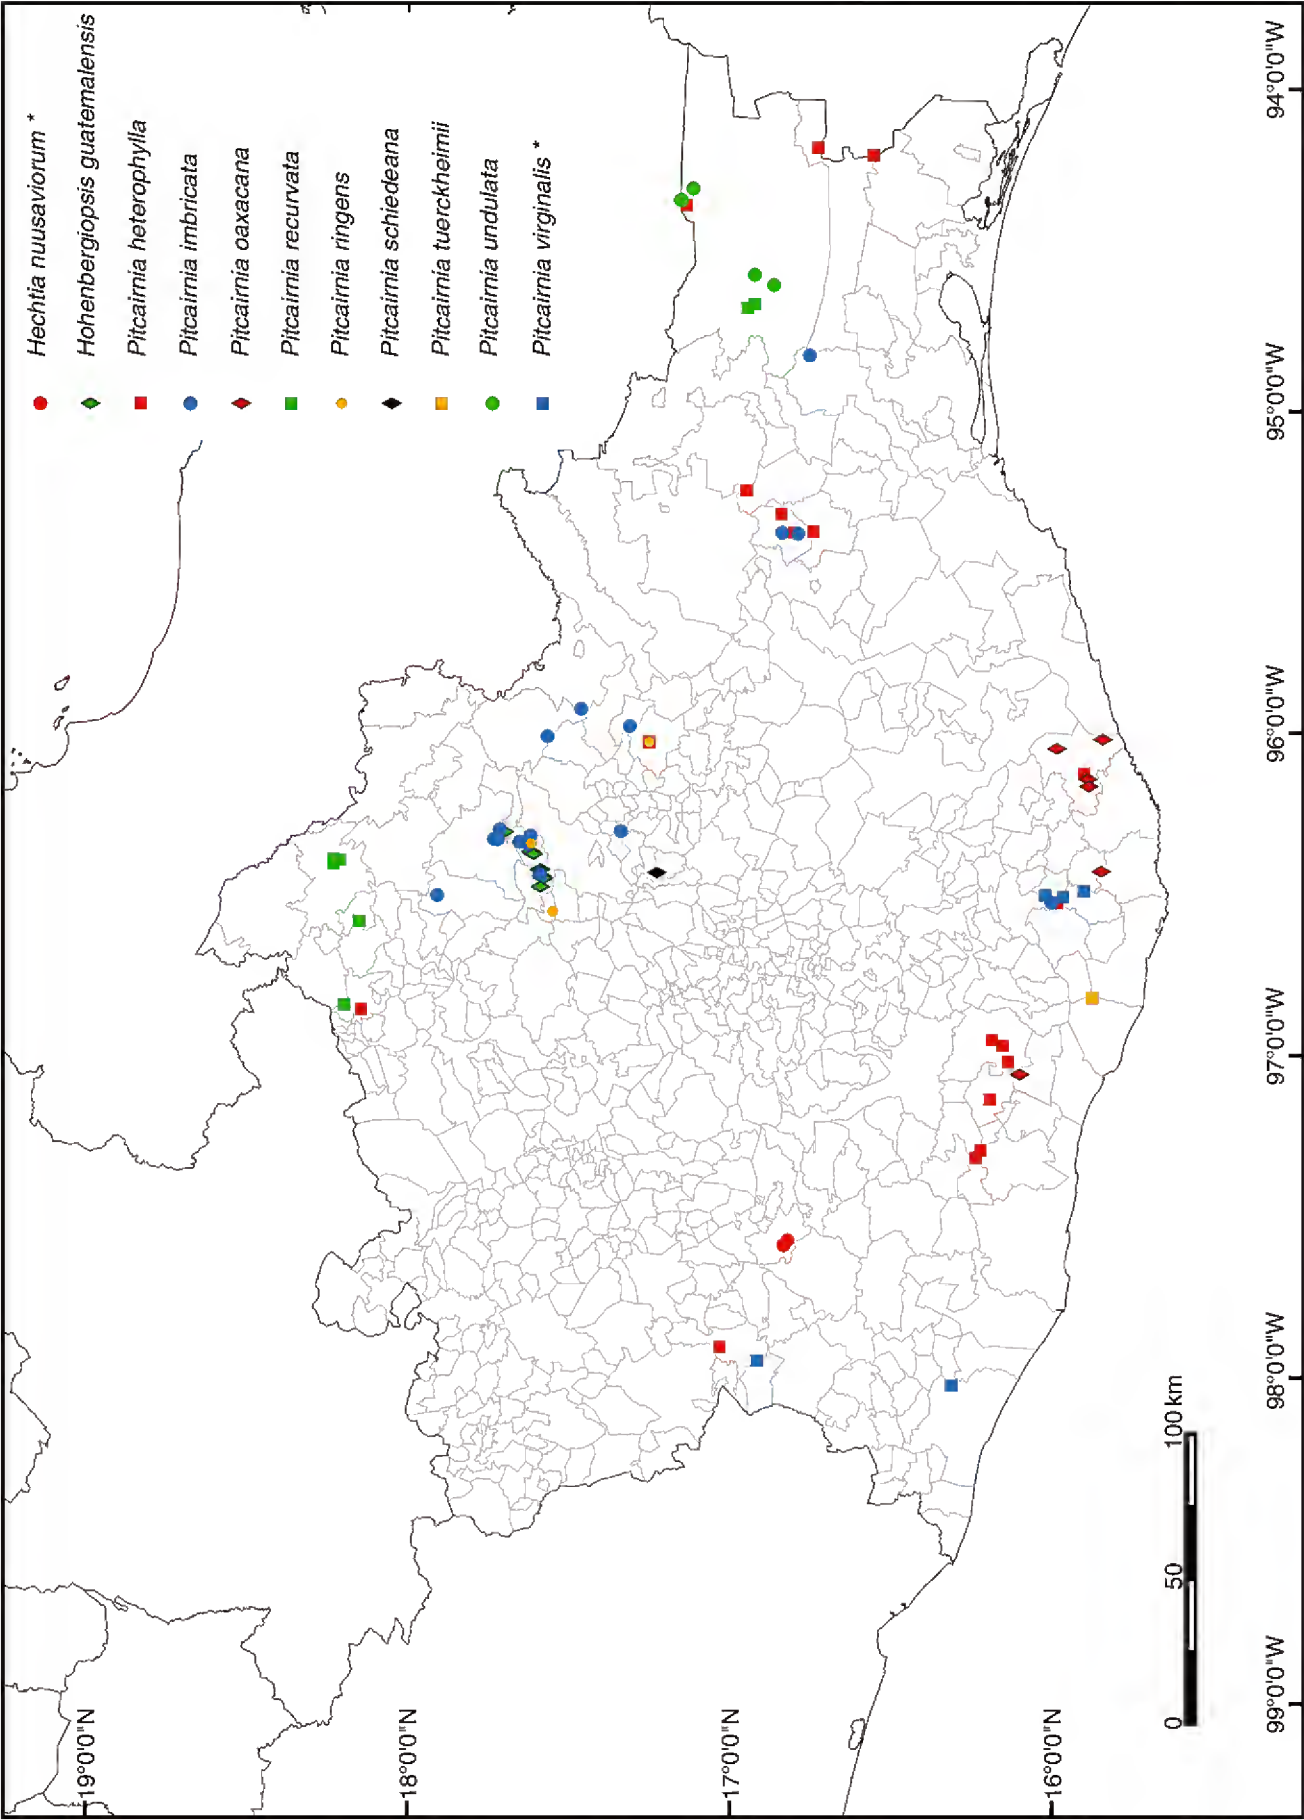 Hechtia nuusaviorum *
Hohenbergiopsis guatemalensis
Pitcairnia heterophylla
Pitcairnia imbricata
Pitcairnia oaxacana
Pitcairnia recurvata
Pitcairnia ringens
Pitcairnia schiedeana
Pitcairnia tuerckheimii
Pitcairnia undulata
Pitcairnia virginalis *
19°0'0"N
18°0'0"N
17°0'0"N
16°0'0"N
0 50 100 km
99°0'0"W 98°0'0"W 97°0'0"W 96°0'0"W 95°0'0"W 94°0'0"W